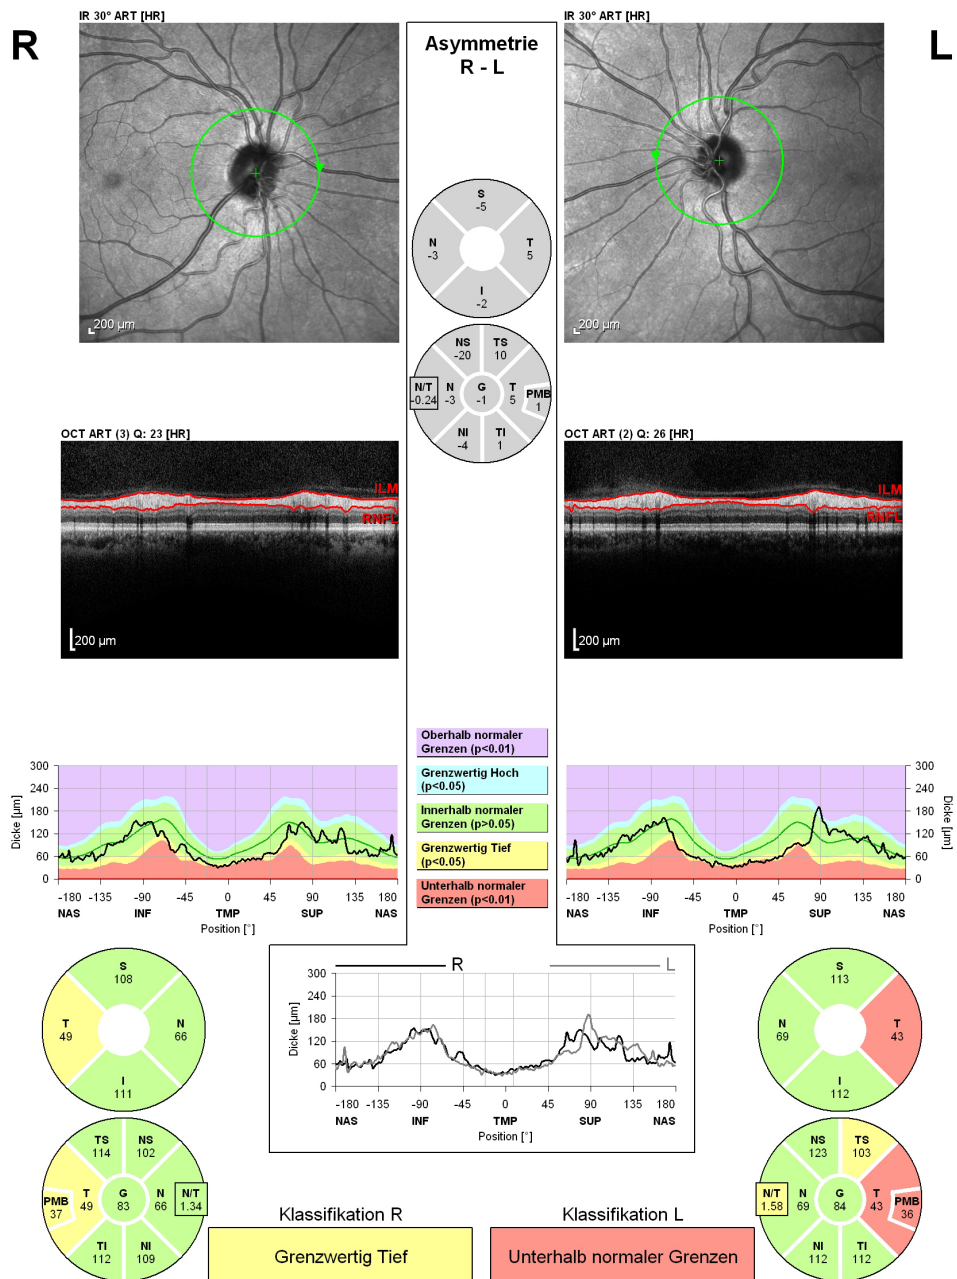 IR 30° ART [HR]
R
200 µm
Asymmetrie
R - L
IR 30° ART [HR]
L
200 µm
S
-5
N
-3
T
5
I
-2
NS
-20
TS
10
N/T
-0.24
N
-3
G
-1
T
5
PMB
1
NI
-4
TI
1
OCT ART (3) Q: 23 [HR]
ILM
RNFL
200 µm
OCT ART (2) Q: 26 [HR]
ILM
RNFL
200 µm
Oberhalb normaler
Grenzen (p<0.01)
Grenzwertig Hoch
(p<0.05)
Innerhalb normaler
Grenzen (p>0.05)
Grenzwertig Tief
(p<0.05)
Unterhalb normaler
Grenzen (p<0.01)
Dicke [µm]
300
240
180
120
60
0
-180 -135 -90 -45 0 45 90 135 180
NAS INF TMP SUP NAS
Position [°]
300
240
180
120
60
0
Dicke [µm]
-180 -135 -90 -45 0 45 90 135 180
NAS INF TMP SUP NAS
Position [°]
S
108
T
49
N
66
I
111
R L
Dicke [µm]
300
240
180
120
60
0
-180 -135 -90 -45 0 45 90 135 180
NAS INF TMP SUP NAS
Position [°]
S
113
N
69
T
43
I
112
TS
114
NS
102
PMB
37
T
49
G
83
N
66
N/T
1.34
TI
112
NI
109
Klassifikation R
Grenzwertig Tief
Klassifikation L
Unterhalb normaler Grenzen
NS
123
TS
103
N/T
1.58
N
69
G
84
T
43
PMB
36
NI
112
TI
112